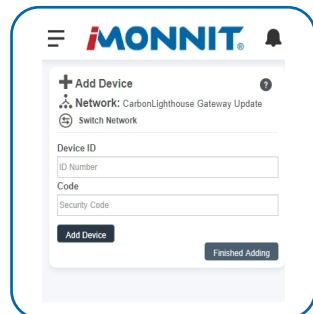 iMONNIT®
Add Device
Network: CarbonLighthouse Gateway Update
Switch Network
Device ID
ID Number
Code
Security Code
Add Device
Finished Adding